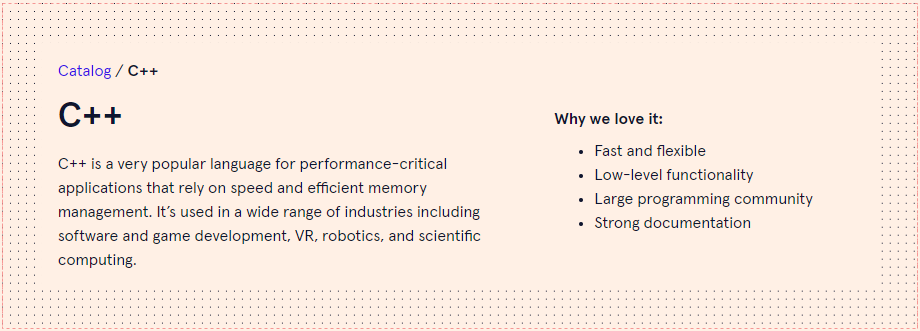 Catalog / C++
C++
C++ is a very popular language for performance-critical
applications that rely on speed and efficient memory
management. It’s used in a wide range of industries including
software and game development, VR, robotics, and scientific
computing.
Why we love it:
• Fast and flexible
• Low-level functionality
• Large programming community
• Strong documentation